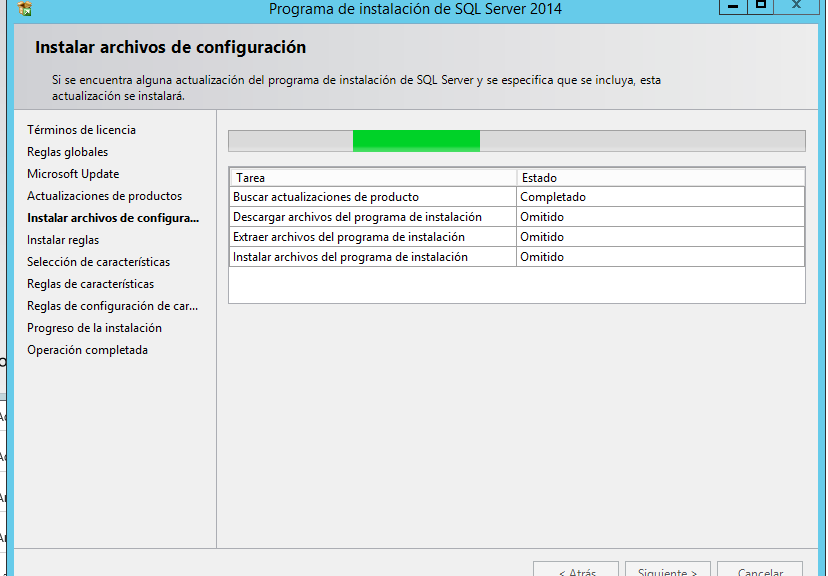 Programa de instalación de SQL Server 2014
Instalar archivos de configuración
Si se encuentra alguna actualización del programa de instalación de SQL Server y se especifica que se incluya, esta
actualización se instalará.
Términos de licencia
Reglas globales
Microsoft Update
Actualizaciones de productos
Instalar archivos de configura...
Instalar reglas
Selección de características
Reglas de características
Reglas de configuración de car...
Progreso de la instalación
Operación completada
Tarea Estado
Buscar actualizaciones de producto Completado
Descargar archivos del programa de instalación Omitido
Extraer archivos del programa de instalación Omitido
Instalar archivos del programa de instalación Omitido
< Atrás Siguiente > Cancelar